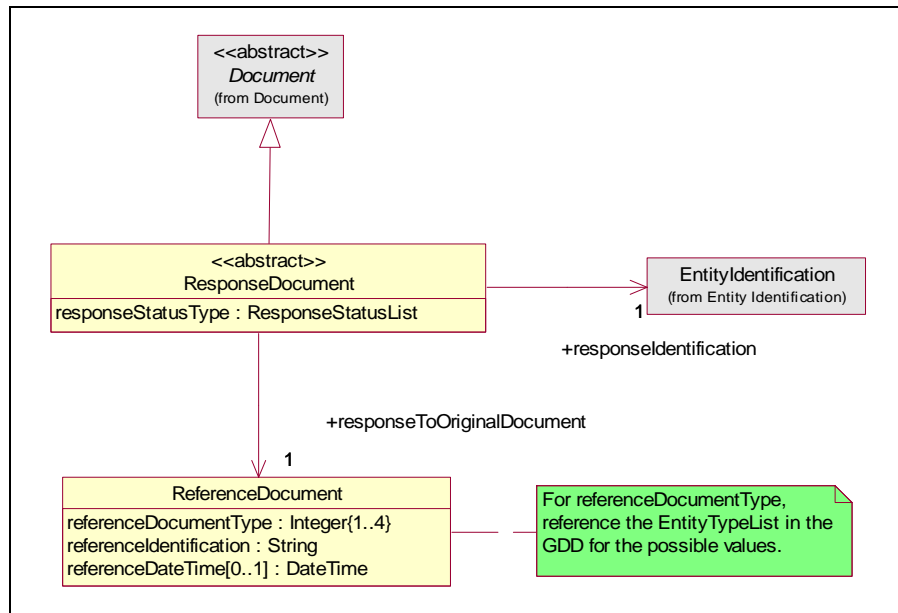 <<abstract>>
Document
(from Document)
<<abstract>>
ResponseDocument
responseStatusType : ResponseStatusList
EntityIdentification
(from Entity Identification)
1
+responseIdentification
+responseToOriginalDocument
1
ReferenceDocument
referenceDocumentType : Integer{1..4}
referenceIdentification : String
referenceDateTime[0..1] : DateTime
For referenceDocumentType,
reference the EntityTypeList in the
GDD for the possible values.